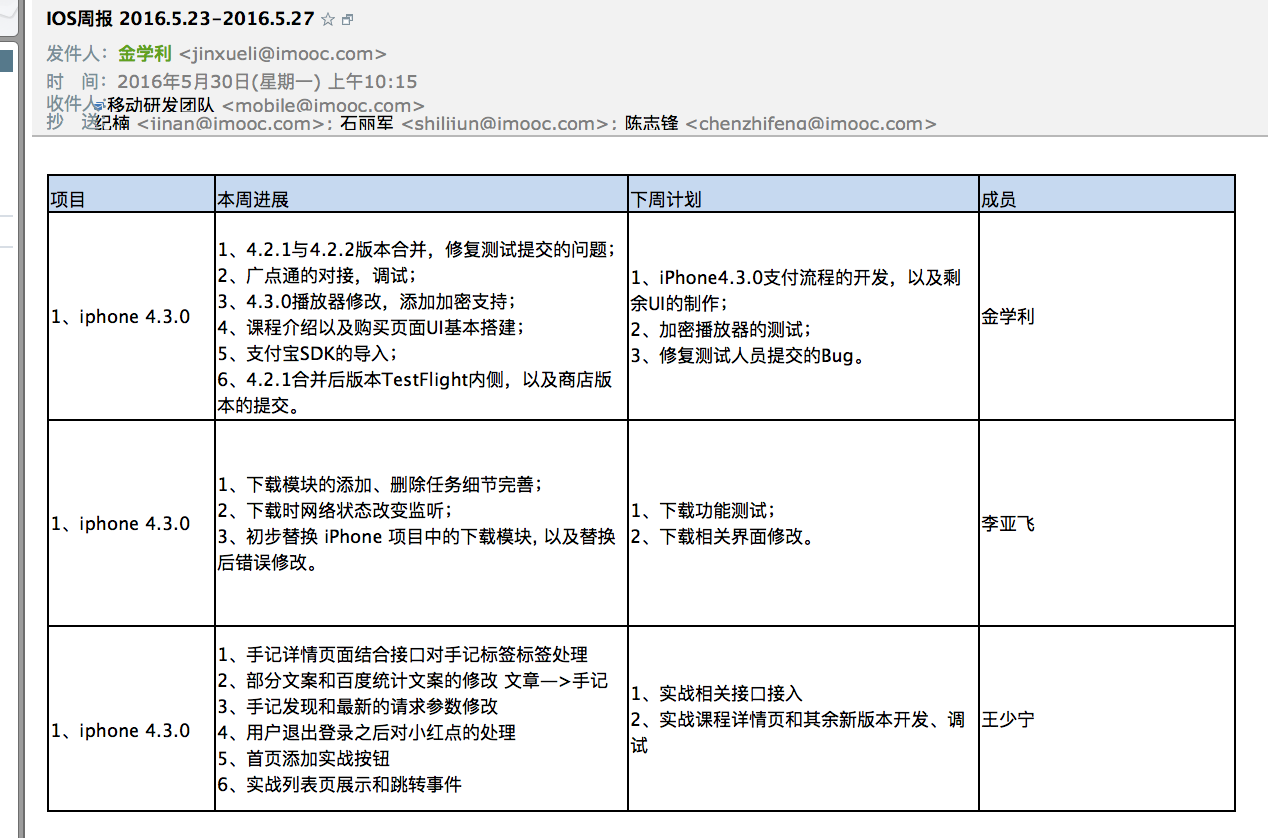 IOS周报 2016.5.23-2016.5.27
发件人：金学利 <jinxueli@imooc.com>
时 间：2016年5月30日(星期一) 上午10:15
收件人 移动研发团队 <mobile@imooc.com>
抄 送 纪楠 <jinan@imooc.com>; 石丽军 <shilijun@imooc.com>; 陈志锋 <chenzhifeng@imooc.com>
项目 本周进展 下周计划 成员
1、iphone 4.3.0
1、4.2.1与4.2.2版本合并，修复测试提交的问题；
2、广点通的对接，调试；
3、4.3.0播放器修改，添加加密支持；
4、课程介绍以及购买页面UI基本搭建；
5、支付宝SDK的导入；
6、4.2.1合并后版本TestFlight内侧，以及商店版
本的提交。
1、iPhone4.3.0支付流程的开发，以及剩
余UI的制作；
2、加密播放器的测试；
3、修复测试人员提交的Bug。
金学利
1、iphone 4.3.0
1、下载模块的添加、删除任务细节完善；
2、下载时网络状态改变监听；
3、初步替换 iPhone 项目中的下载模块, 以及替换
后错误修改。
1、下载功能测试；
2、下载相关界面修改。
李亚飞
1、iphone 4.3.0
1、手记详情页面结合接口对手记标签标签处理
2、部分文案和百度统计文案的修改 文章—>手记
3、手记发现和最新的请求参数修改
4、用户退出登录之后对小红点的处理
5、首页添加实战按钮
6、实战列表页展示和跳转事件
1、实战相关接口接入
2、实战课程详情页和其余新版本开发、调
试
王少宁